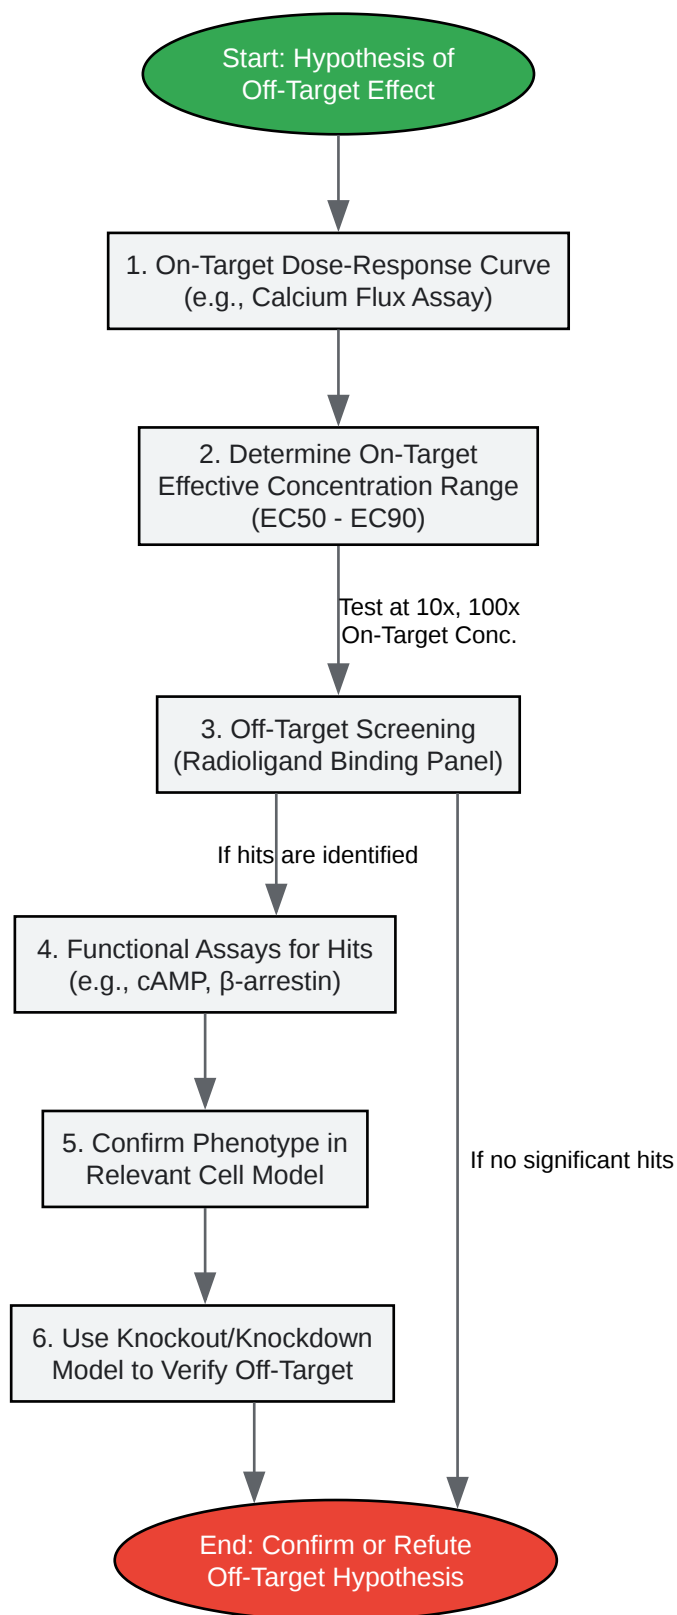 Start: Hypothesis of
Off-Target Effect
1. On-Target Dose-Response Curve
(e.g., Calcium Flux Assay)
2. Determine On-Target
Effective Concentration Range
(EC50 - EC90)
Test at 10x, 100x
On-Target Conc.
3. Off-Target Screening
(Radioligand Binding Panel)
If hits are identified
4. Functional Assays for Hits
(e.g., cAMP, β-arrestin)
5. Confirm Phenotype in
Relevant Cell Model
If no significant hits
6. Use Knockout/Knockdown
Model to Verify Off-Target
End: Confirm or Refute
Off-Target Hypothesis